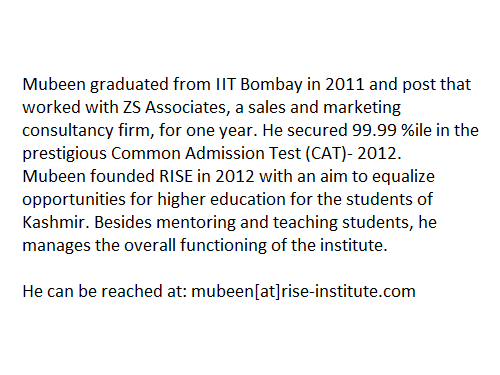 Mubeen graduated from IIT Bombay in 2011 and post that
worked with ZS Associates, a sales and marketing
consultancy firm, for one year. He secured 99.99 %ile in the
prestigious Common Admission Test (CAT)- 2012.
Mubeen founded RISE in 2012 with an aim to equalize
opportunities for higher education for the students of
Kashmir. Besides mentoring and teaching students, he
manages the overall functioning of the institute.
He can be reached at: mubeen[at]rise-institute.com